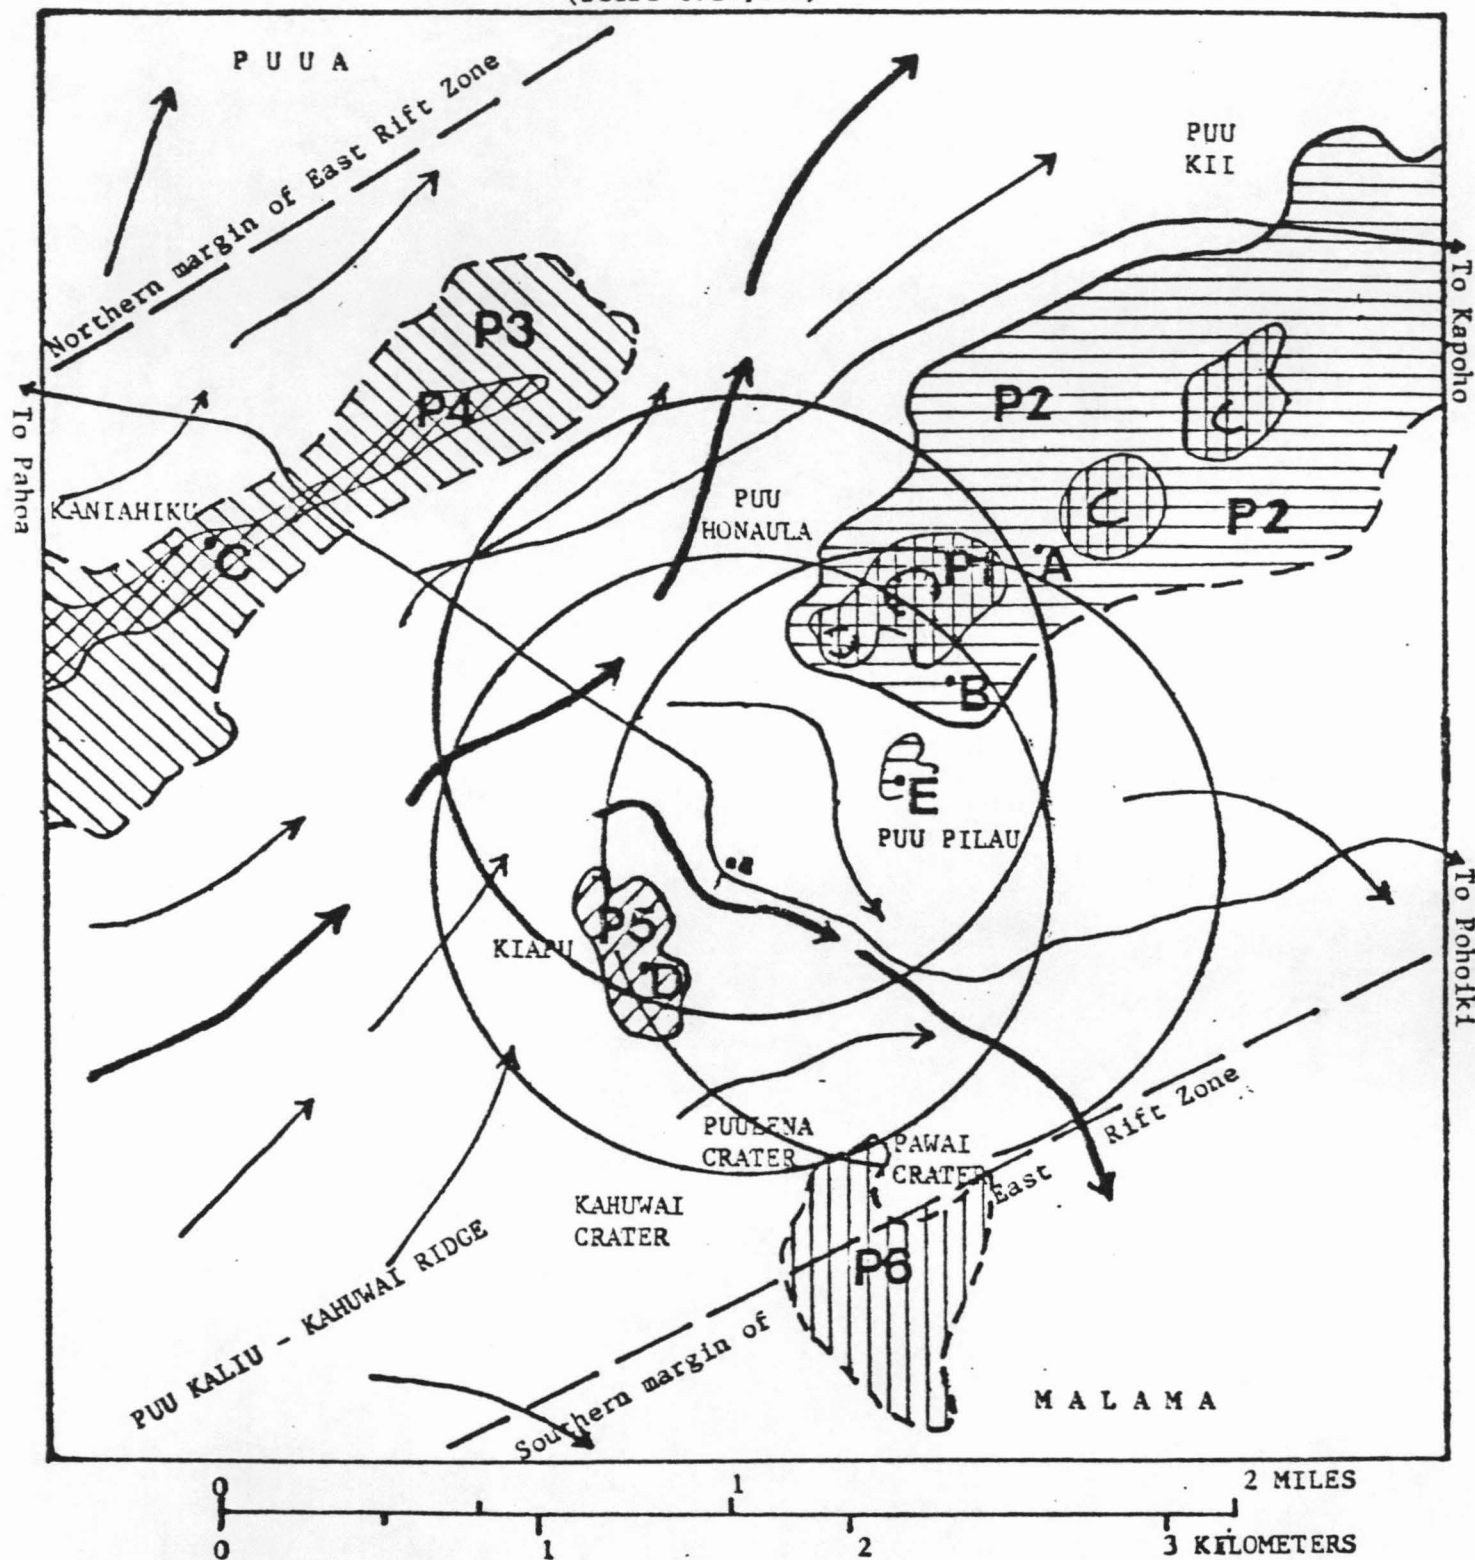 P U U A
Northern margin of East Rift Zone
PUU
KII
To Kapoho
P3
P4
P2
To Pahoa
KANIAHIKU
C
PUU
HONAULA
C
C
P2
P1
A
B
E
PUU PILAU
P5
KIAPU
D
To Pohoiki
PUULENA
CRATER
PAWAI
CRATER
KAHUWAI
CRATER
P6
PUU KALIU - KAHUWAI RIDGE
Southern margin of East Rift Zone
M A L A M A
0 1 2 MILES
0 1 2 3 KILOMETERS